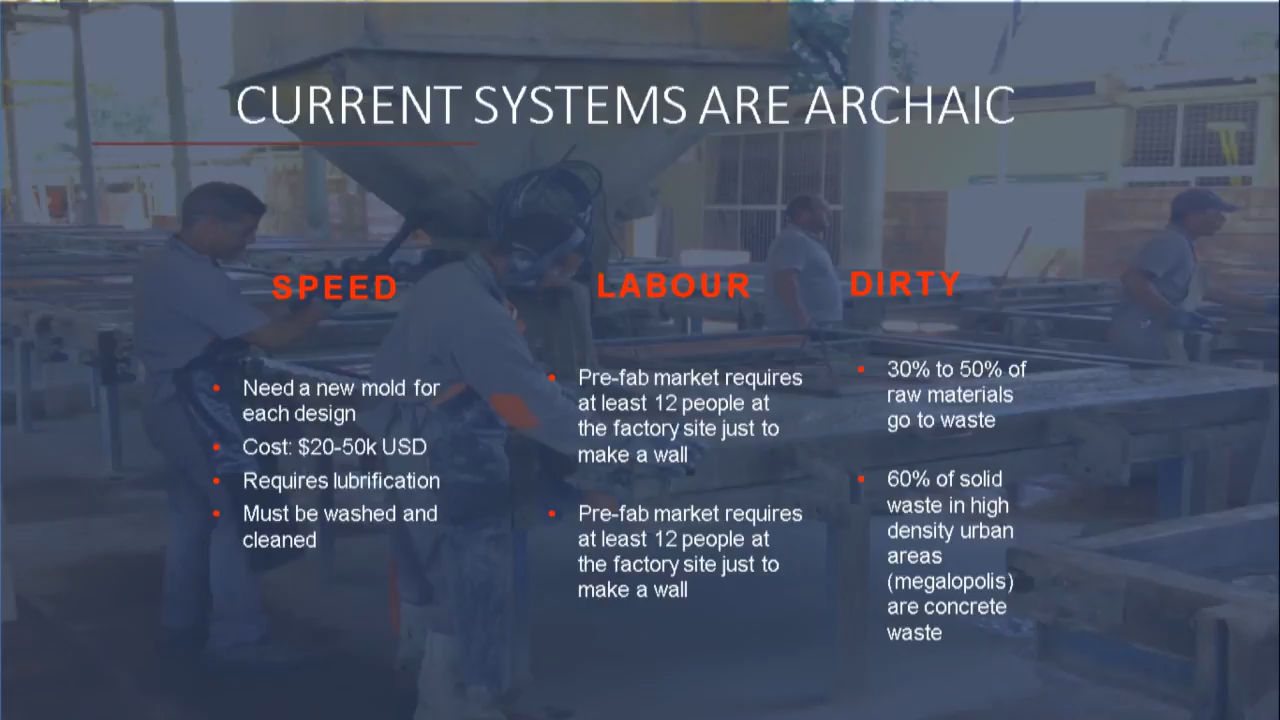 CURRENT SYSTEMS ARE ARCHAIC
SPEED
• Need a new mold for
each design
• Cost: $20-50k USD
• Requires lubrification
• Must be washed and
cleaned
LABOUR
• Pre-fab market requires
at least 12 people at
the factory site just to
make a wall
• Pre-fab market requires
at least 12 people at
the factory site just to
make a wall
DIRTY
• 30% to 50% of
raw materials
go to waste
• 60% of solid
waste in high
density urban
areas
(megalopolis)
are concrete
waste